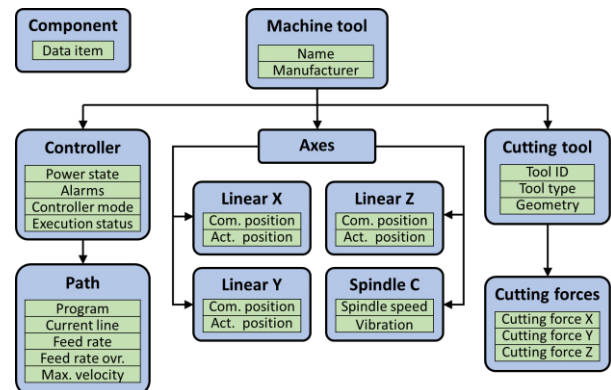 Component
Data item
Machine tool
Name
Manufacturer
Controller
Power state
Alarms
Controller mode
Execution status
Axes
Cutting tool
Tool ID
Tool type
Geometry
Linear X
Com. position
Act. position
Linear Z
Com. position
Act. position
Path
Program
Current line
Feed rate
Feed rate ovr.
Max. velocity
Linear Y
Com. position
Act. position
Spindle C
Spindle speed
Vibration
Cutting forces
Cutting force X
Cutting force Y
Cutting force Z